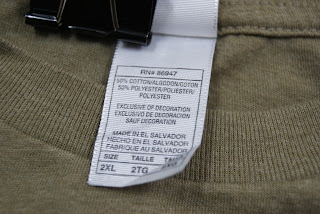 RN# 86947
50% COTTON/ALGODON/COTON
50% POLYESTER/POLIESTER/
POLYESTER
EXCLUSIVE OF DECORATION
EXCLUSIVO DE DECORACION
SAUF DECORATION
MADE IN EL SALVADOR
HECHO EN EL SALVADOR
FABRIQUE AU SALVADOR
SIZE TAILLE TAILLE
2XL 2TG